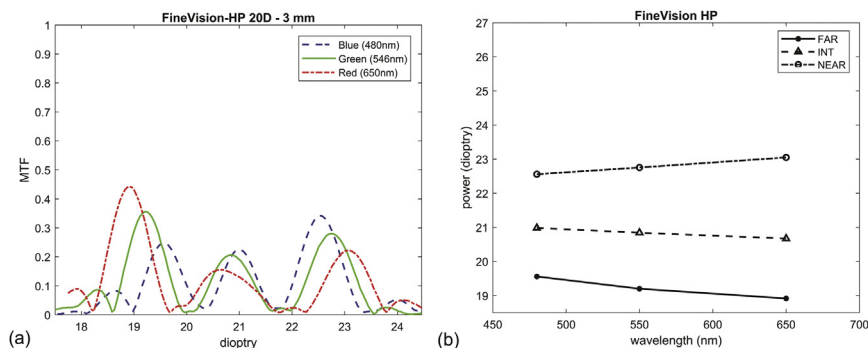 FineVision-HP 20D - 3 mm
Blue (480nm)
Green (546nm)
Red (650nm)
MTF
1
0.9
0.8
0.7
0.6
0.5
0.4
0.3
0.2
0.1
0
18 19 20 21 22 23 24
dioptry
(a)
FineVision HP
FAR
INT
NEAR
power (dioptry)
27
26
25
24
23
22
21
20
19
450 500 550 600 650 700
wavelength (nm)
(b)